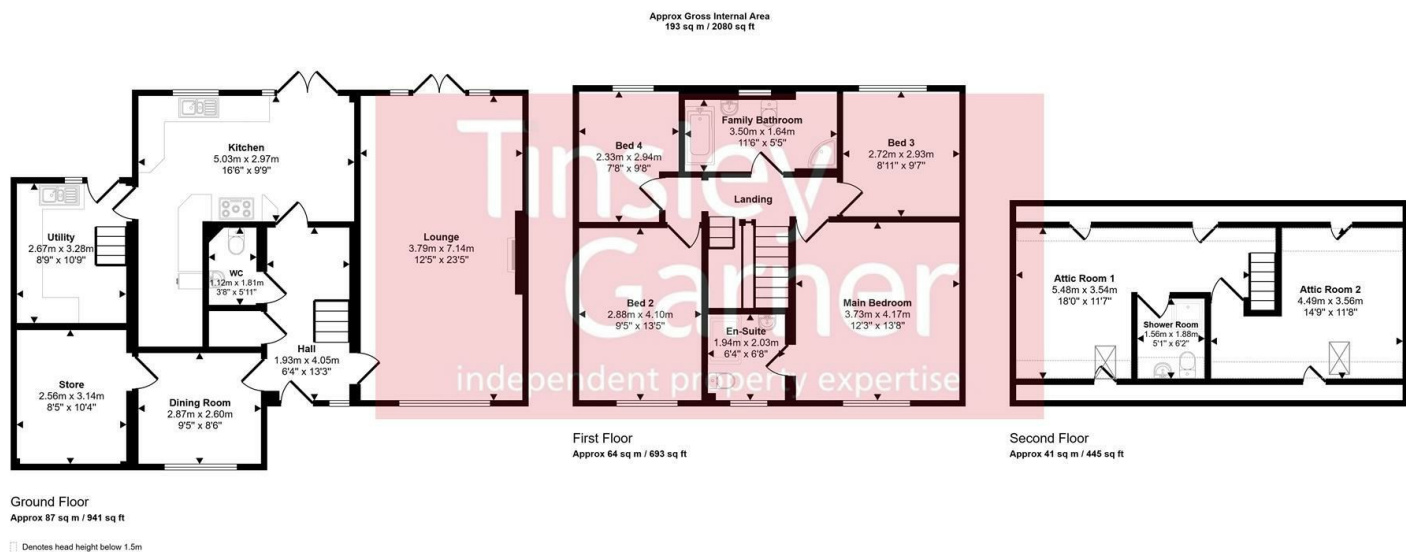 Approx Gross Internal Area
193 sq m / 2080 sq ft
Kitchen
5.03m x 2.97m
16'6" x 9'9"
Utility
2.67m x 3.28m
8'9" x 10'9"
WC
1.12m x 1.81m
3'8" x 5'11"
Lounge
3.79m x 7.14m
12'5" x 23'5"
Hall
1.93m x 4.05m
6'4" x 13'3"
Store
2.56m x 3.14m
8'5" x 10'4"
Dining Room
2.87m x 2.60m
9'5" x 8'6"
Ground Floor
Approx 87 sq m / 941 sq ft
Denotes head height below 1.5m
Tinsley
Garner
independent property expertise
Bed 4
2.33m x 2.94m
7'8" x 9'8"
Family Bathroom
3.50m x 1.64m
11'6" x 5'5"
Bed 3
2.72m x 2.93m
8'11" x 9'7"
Landing
Bed 2
2.88m x 4.10m
9'5" x 13'5"
Main Bedroom
3.73m x 4.17m
12'3" x 13'8"
En-Suite
1.94m x 2.03m
6'4" x 6'8"
First Floor
Approx 64 sq m / 693 sq ft
Attic Room 1
5.48m x 3.54m
18'0" x 11'7"
Shower Room
1.56m x 1.88m
5'1" x 6'2"
Attic Room 2
4.49m x 3.56m
14'9" x 11'8"
Second Floor
Approx 41 sq m / 445 sq ft